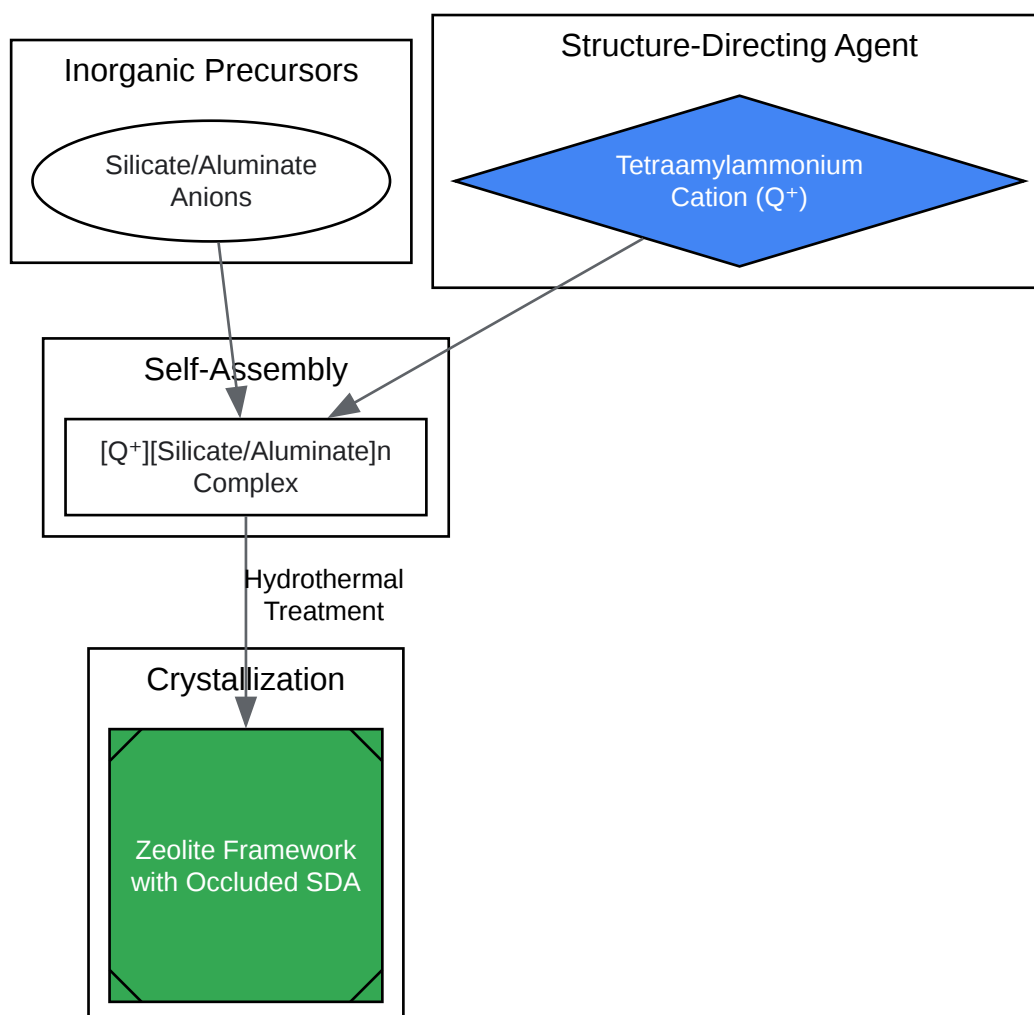 Inorganic Precursors
Silicate/Aluminate
Anions
Structure-Directing Agent
Tetraamylammonium
Cation (Q⁺)
Self-Assembly
[Q⁺][Silicate/Aluminate]n
Complex
Hydrothermal
Treatment
Crystallization
Zeolite Framework
with Occluded SDA